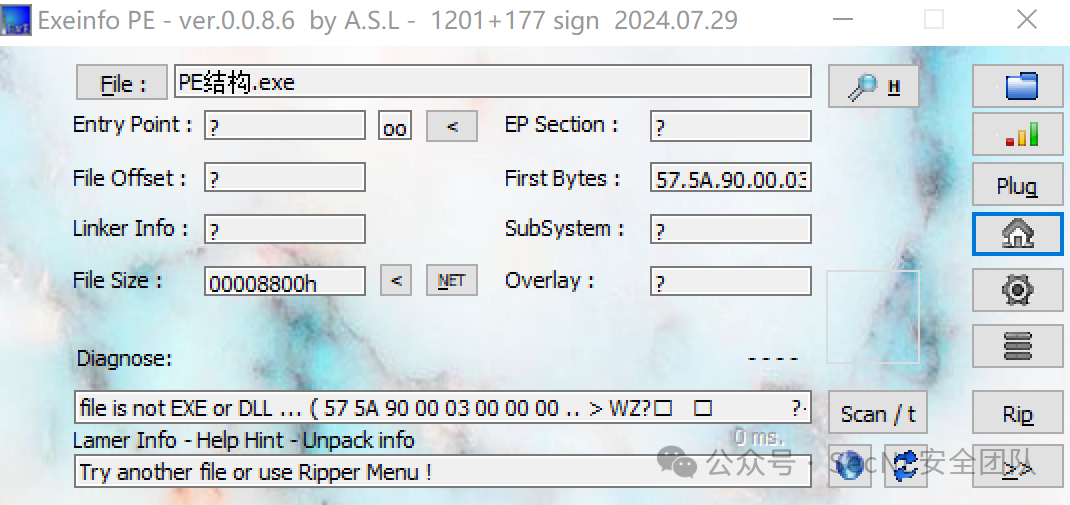 Exeinfo PE - ver.0.0.8.6 by A.S.L - 1201+177 sign 2024.07.29
File : PE结构.exe H
Entry Point : ? oo < EP Section : ?
File Offset : ? First Bytes : 57.5A.90.00.03
Plug
Linker Info : ? SubSystem : ?
File Size : 00008800h < NET Overlay : ?
Diagnose: ----
file is not EXE or DLL ... ( 57 5A 90 00 03 00 00 00 .. > WZ?□ □ ?- Scan / t Rip
Lamer Info - Help Hint - Unpack info 0 ms.
Try another file or use Ripper Menu ! >>
公众号 · 安全团队